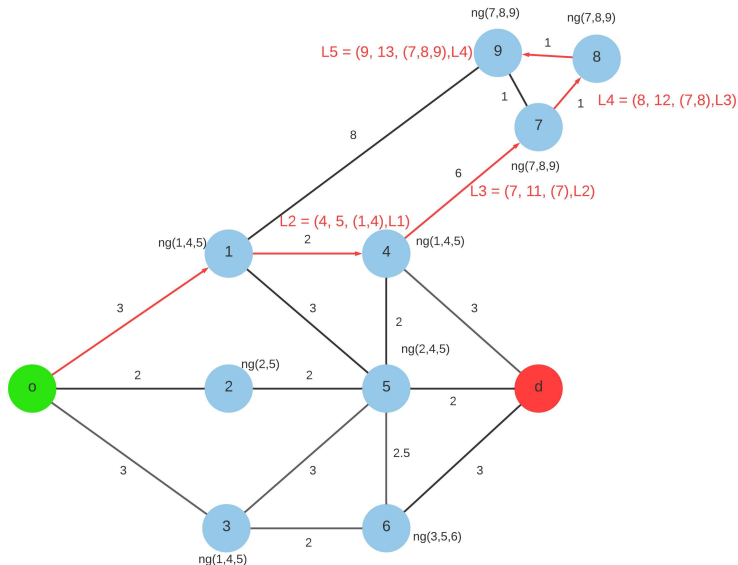 ng(7,8,9)
ng(7,8,9)
L5 = (9, 13, (7,8,9),L4)
9
1
8
1
1
L4 = (8, 12, (7,8),L3)
7
8
ng(7,8,9)
6
L3 = (7, 11, (7),L2)
L2 = (4, 5, (1,4),L1)
ng(1,4,5)
1
2
4
ng(1,4,5)
3
3
3
2
ng(2,4,5)
ng(2,5)
o
2
2
2
5
2
d
3
3
2.5
3
3
2
6
ng(3,5,6)
ng(1,4,5)